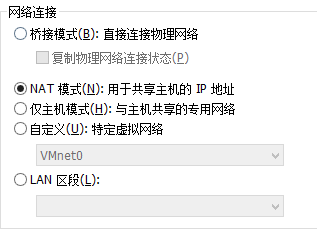 网络连接
桥接模式(B): 直接连接物理网络
复制物理网络连接状态(P)
NAT 模式(N): 用于共享主机的 IP 地址
仅主机模式(H): 与主机共享的专用网络
自定义(U): 特定虚拟网络
VMnet0
LAN 区段(L):